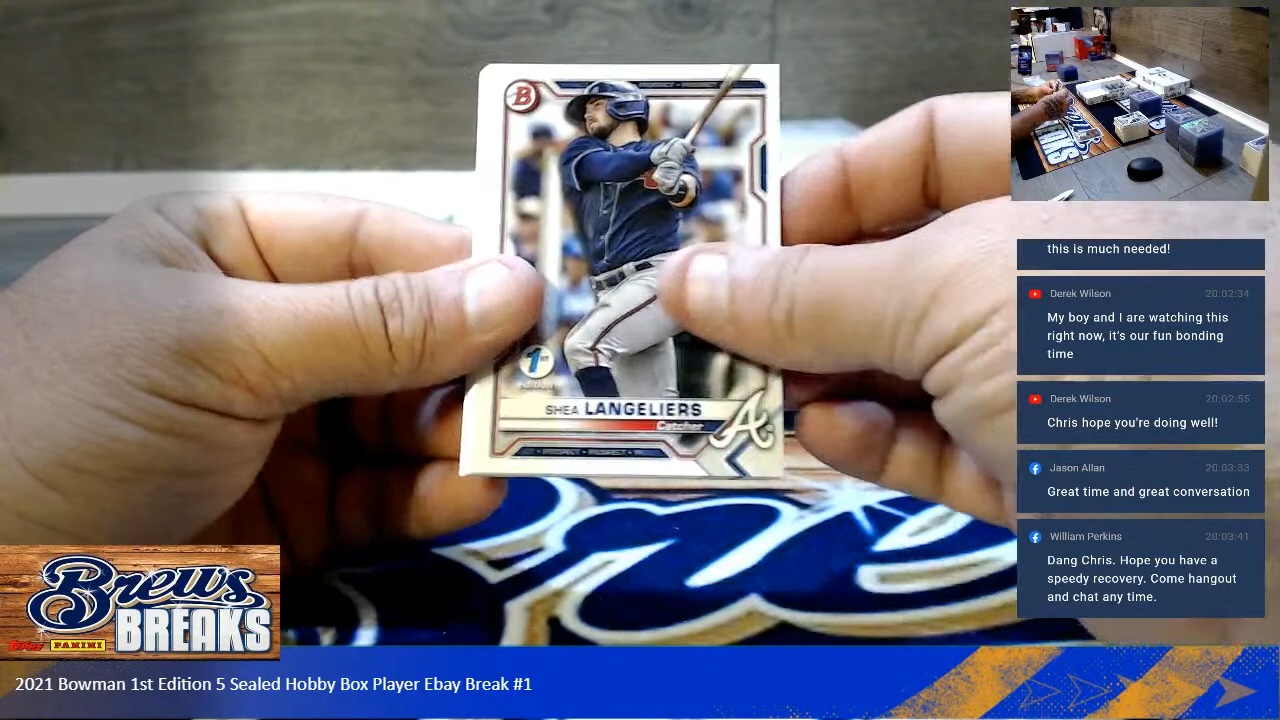 B
1st
edition
SHEA LANGELIERS
Catcher
A
this is much needed!
Derek Wilson 20:02:34
My boy and I are watching this
right now, it's our fun bonding
time
Derek Wilson 20:02:55
Chris hope you're doing well!
Jason Allan 20:03:33
Great time and great conversation
William Perkins 20:03:41
Dang Chris. Hope you have a
speedy recovery. Come hangout
and chat any time.
Brews
BREAKS
topps PANINI
2021 Bowman 1st Edition 5 Sealed Hobby Box Player Ebay Break #1